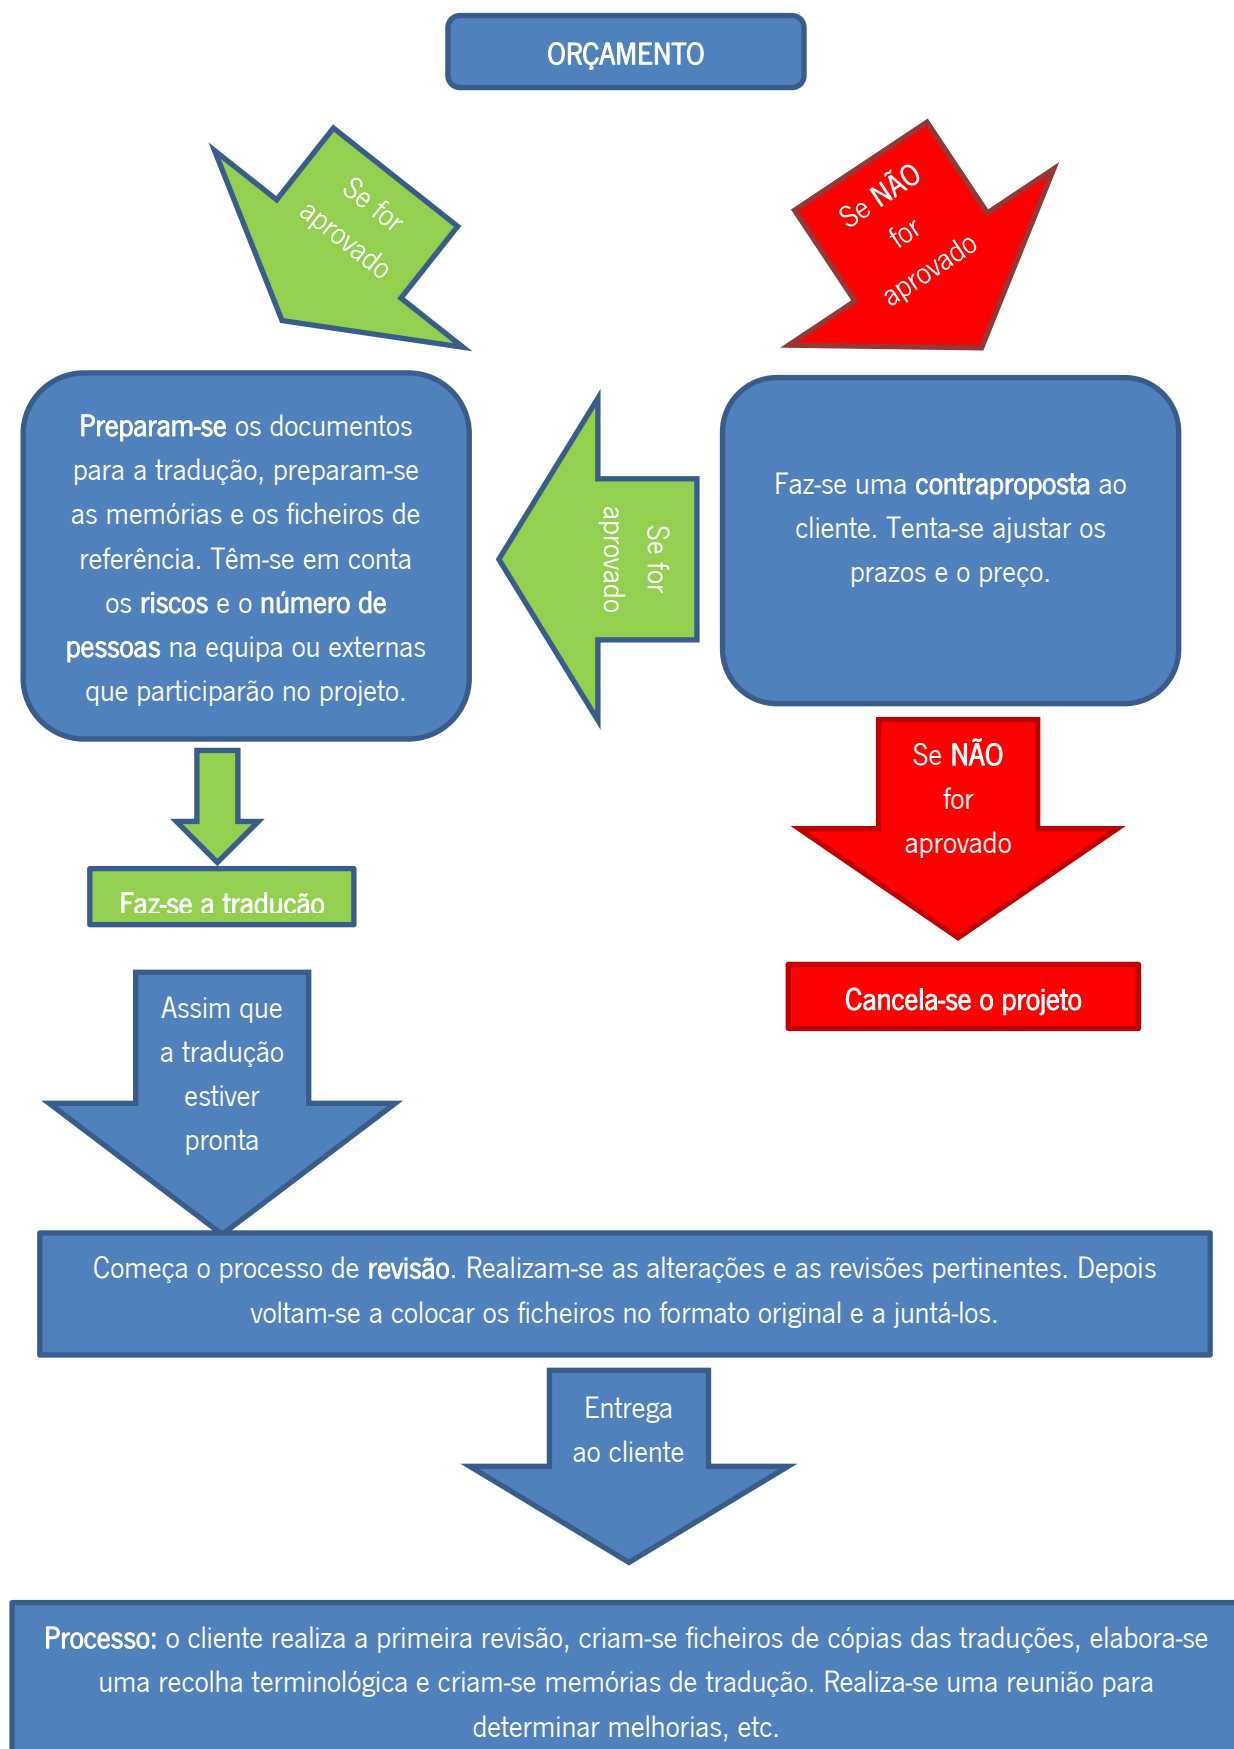 ORÇAMENTO
Se for
aprovado
Se NÃO
for
aprovado
Preparam-se os documentos
para a tradução, preparam-se
as memórias e os ficheiros de
referência. Têm-se em conta
os riscos e o número de
pessoas na equipa ou externas
que participarão no projeto.
Se for
aprovado
Faz-se uma contraproposta ao
cliente. Tenta-se ajustar os
prazos e o preço.
Se NÃO
for
aprovado
Faz-se a tradução
Cancela-se o projeto
Assim que
a tradução
estiver
pronta
Começa o processo de revisão. Realizam-se as alterações e as revisões pertinentes. Depois
voltam-se a colocar os ficheiros no formato original e a juntá-los.
Entrega
ao cliente
Processo: o cliente realiza a primeira revisão, criam-se ficheiros de cópias das traduções, elabora-se
uma recolha terminológica e criam-se memórias de tradução. Realiza-se uma reunião para
determinar melhorias, etc.